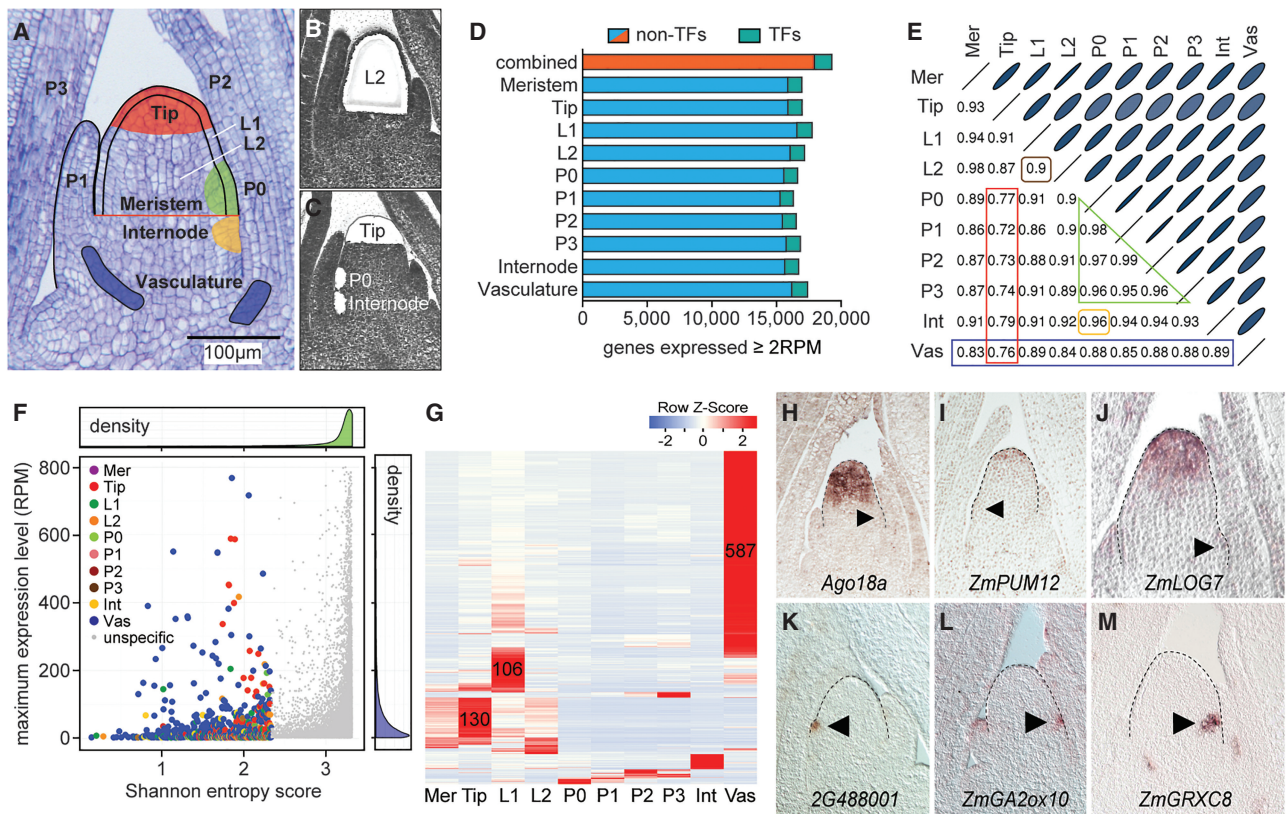 A
P3
P2
Tip
L1
L2
P1
P0
Meristem
Internode
Vasculature
100µm
B
L2
C
Tip
P0
Internode
D
non-TFs TFs
combined
Meristem
Tip
L1
L2
P0
P1
P2
P3
Internode
Vasculature
0 5,000 10,000 15,000 20,000
genes expressed ≥ 2RPM
E
Mer Tip L1 L2 P0 P1 P2 P3 Int Vas
Mer
Tip 0.93
L1 0.94 0.91
L2 0.98 0.87 0.9
P0 0.89 0.77 0.91 0.9
P1 0.86 0.72 0.86 0.9 0.98
P2 0.87 0.73 0.88 0.91 0.97 0.99
P3 0.87 0.74 0.91 0.89 0.96 0.95 0.96
Int 0.91 0.79 0.91 0.92 0.96 0.94 0.94 0.93
Vas 0.83 0.76 0.89 0.84 0.88 0.85 0.88 0.88 0.89
F
density
density
maximum expression level (RPM)
800
600
400
200
0
Mer
Tip
L1
L2
P0
P1
P2
P3
Int
Vas
unspecific
1 2 3
Shannon entropy score
G
Row Z-Score
-2 0 2
587
106
130
Mer Tip L1 L2 P0 P1 P2 P3 Int Vas
H
Ago18a
I
ZmPUM12
J
ZmLOG7
K
2G488001
L
ZmGA2ox10
M
ZmGRXC8